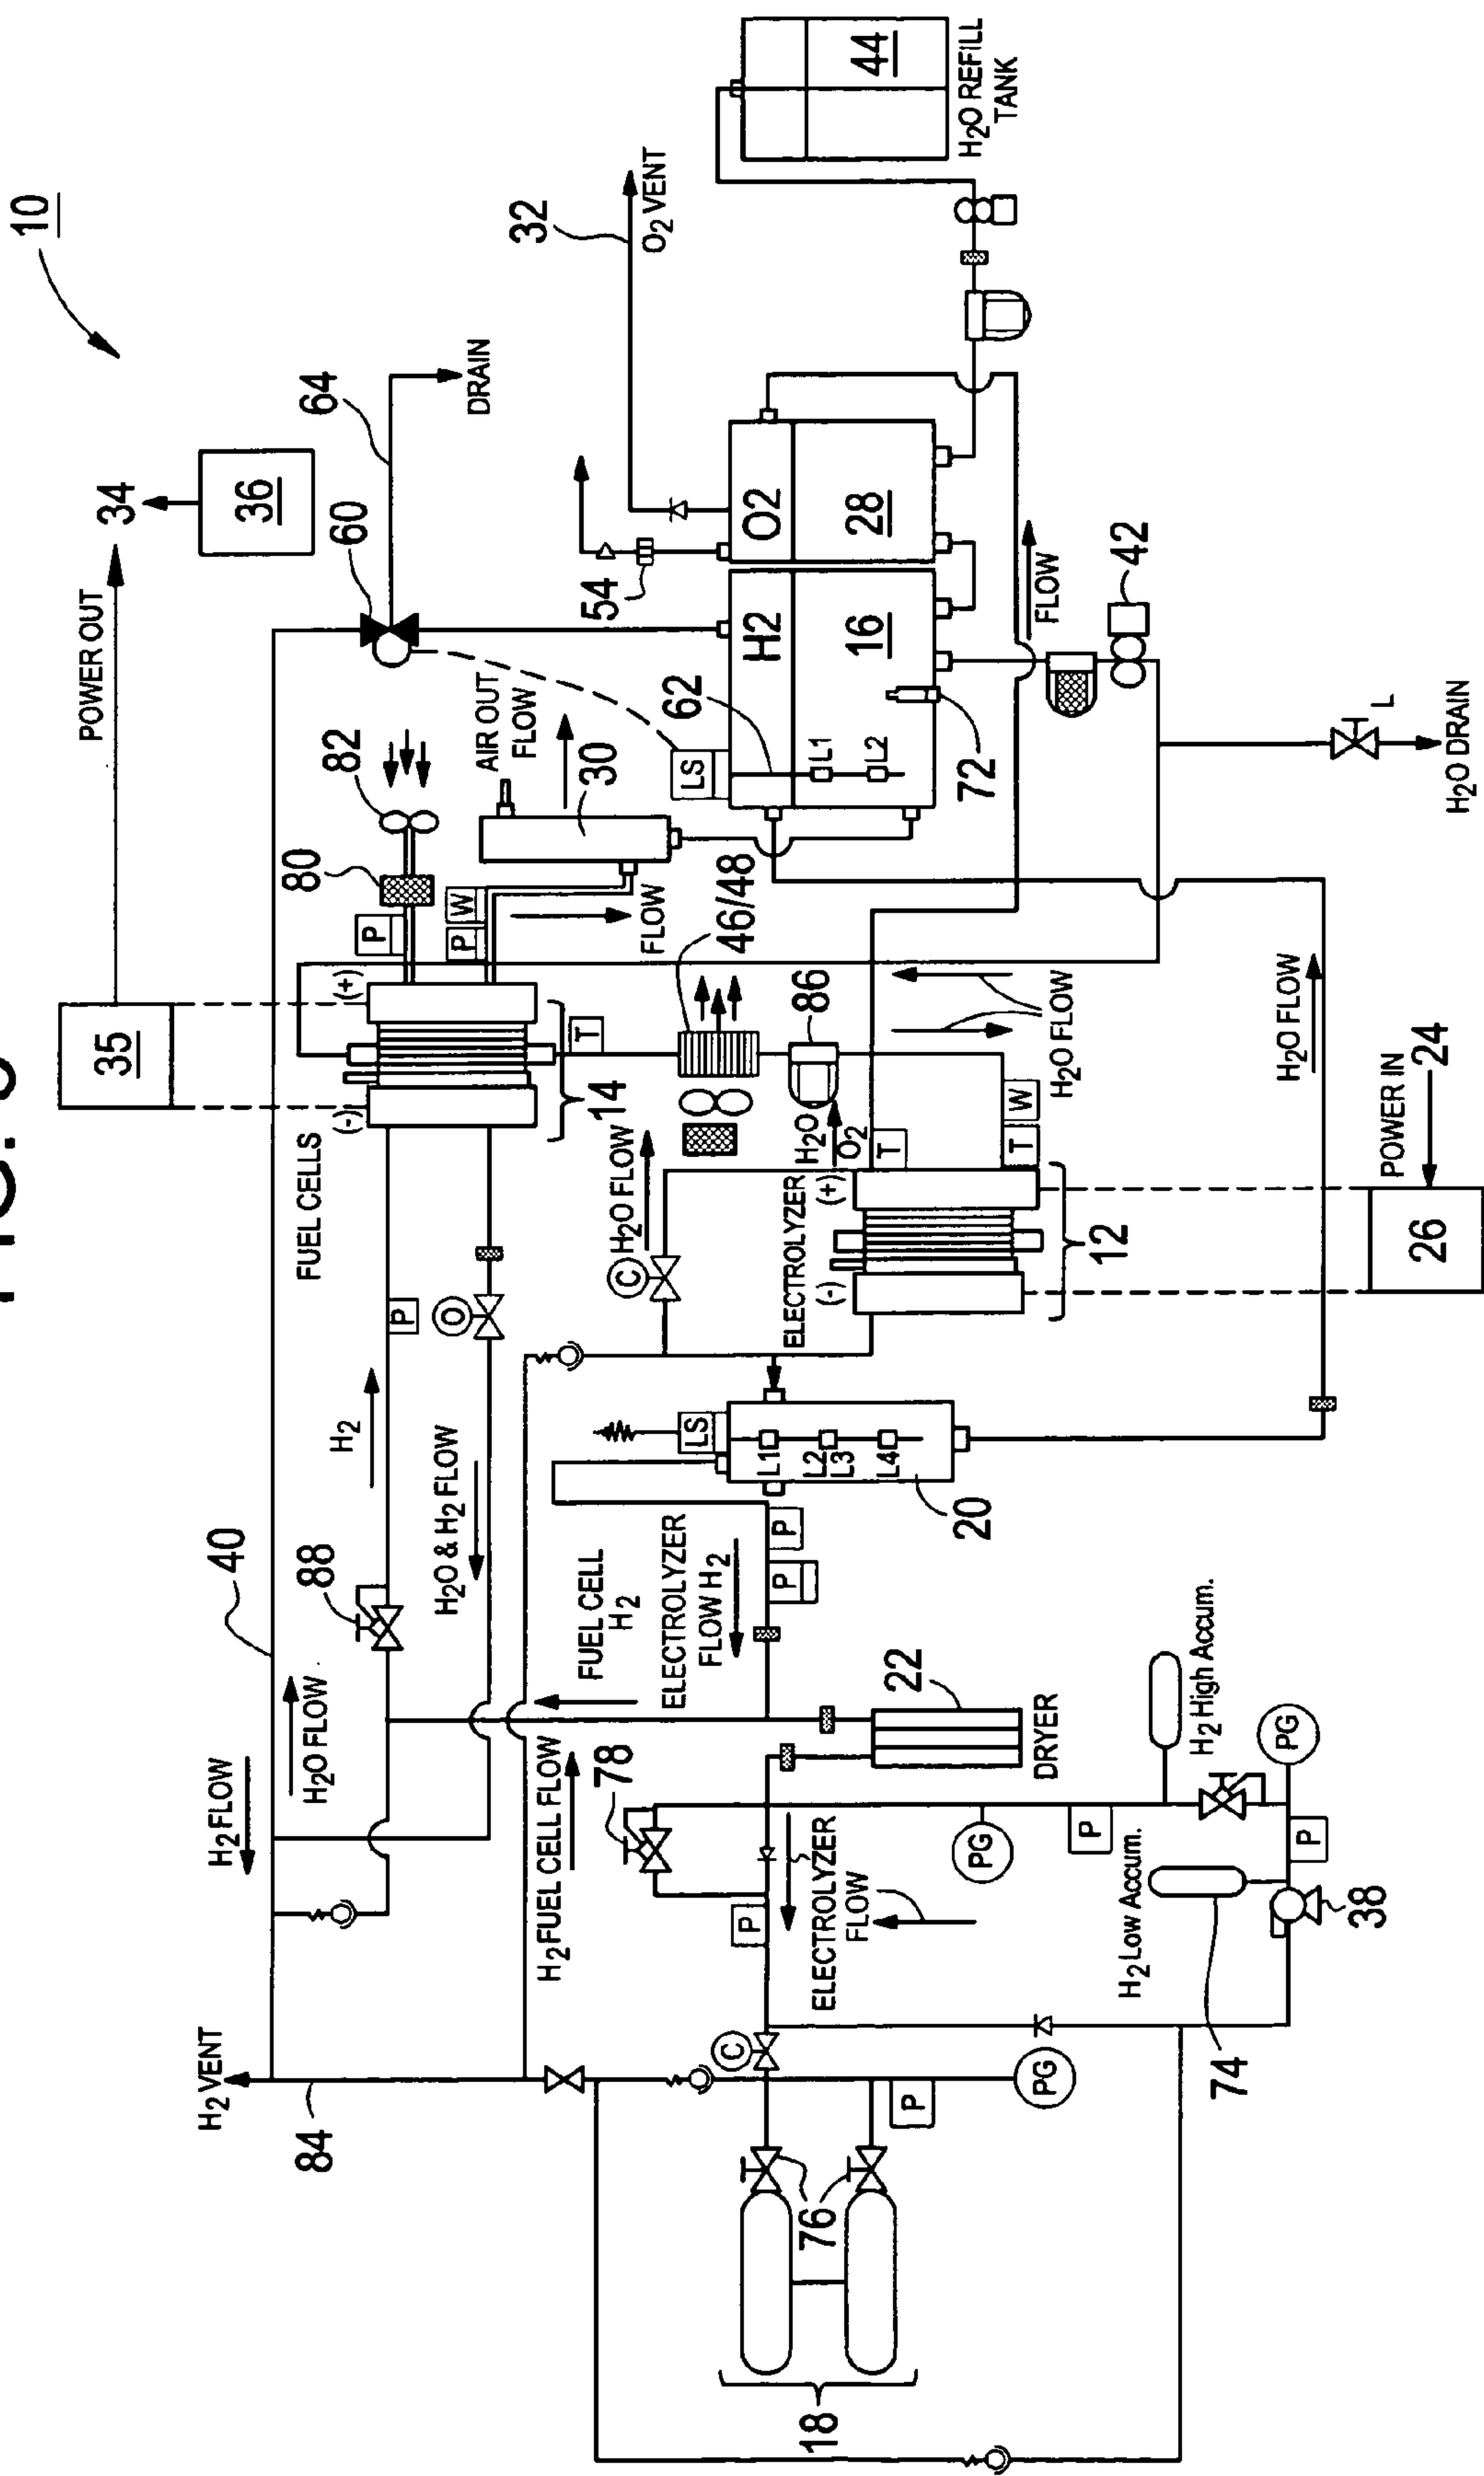 10
H2 VENT
84
H2 FLOW
40
H2O FLOW
88
H2
P
FUEL CELLS
(-)
(+)
35
POWER OUT
34
36
60
64
DRAIN
H2O & H2 FLOW
O
14
T
P
80
82
P
W
FLOW
AIR OUT
FLOW
30
54
32
O2 VENT
H2 FUEL CELL FLOW
FUEL CELL
H2
ELECTROLYZER
FLOW H2
P
P
LS
L1
L2
L3
L4
20
C
H2O FLOW
46/48
86
H2O
O2
T
T
W
ELECTROLYZER
(-)
(+)
12
H2O FLOW
LS
62
L1
L2
H2
16
O2
28
72
44
H2O REFILL
TANK
FLOW
42
L
H2O DRAIN
H2O FLOW
POWER IN
24
26
22
DRYER
78
P
ELECTROLYZER
FLOW
PG
P
H2 High Accum.
PG
P
H2 Low Accum.
74
38
C
P
PG
76
18